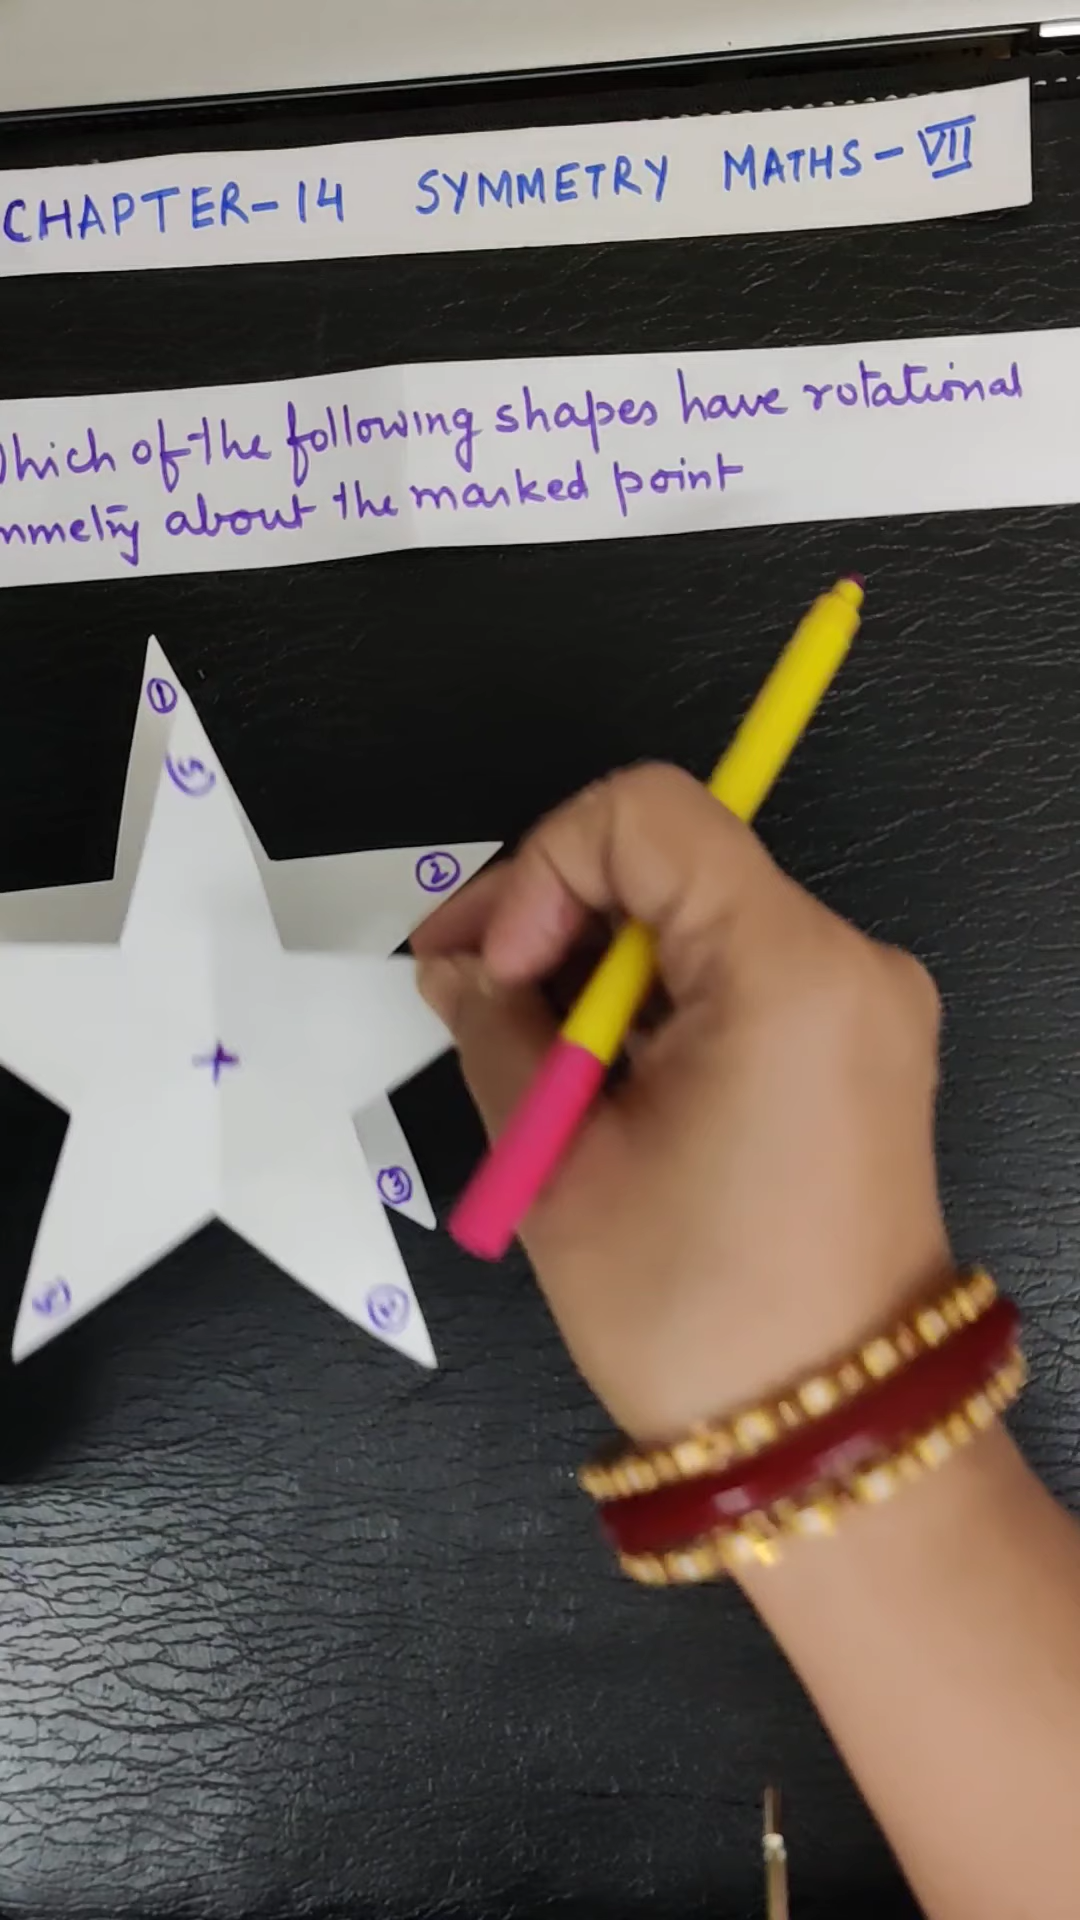 CHAPTER-14 SYMMETRY MATHS-VII
hich of the following shapes have rotational
mmetry about the marked point
1
2
+
3